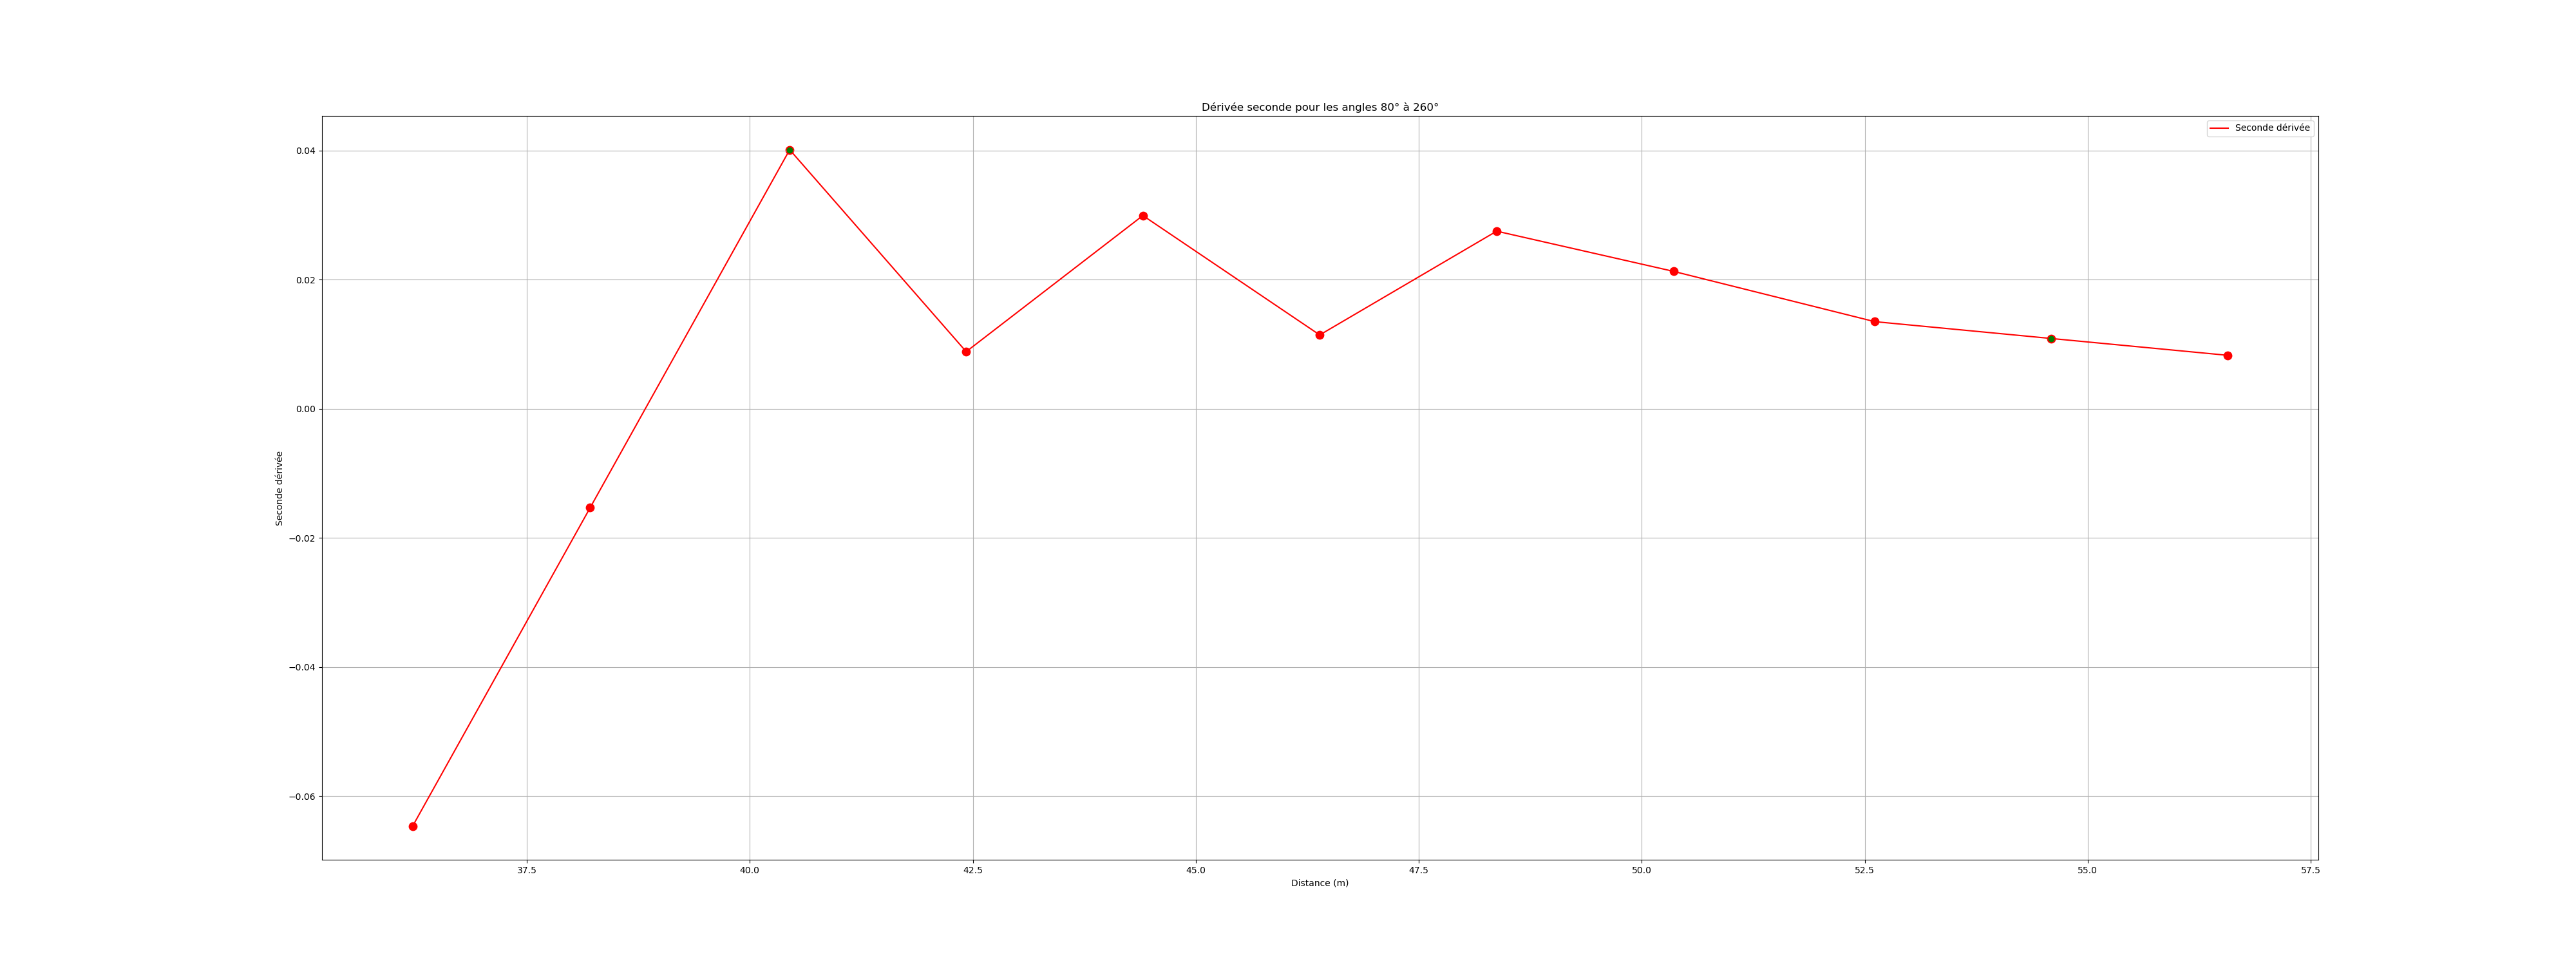 Dérivée seconde pour les angles 80° à 260°
Seconde dérivée
0.04
0.02
0.00
−0.02
−0.04
−0.06
Seconde dérivée
37.5 40.0 42.5 45.0 47.5 50.0 52.5 55.0 57.5
Distance (m)